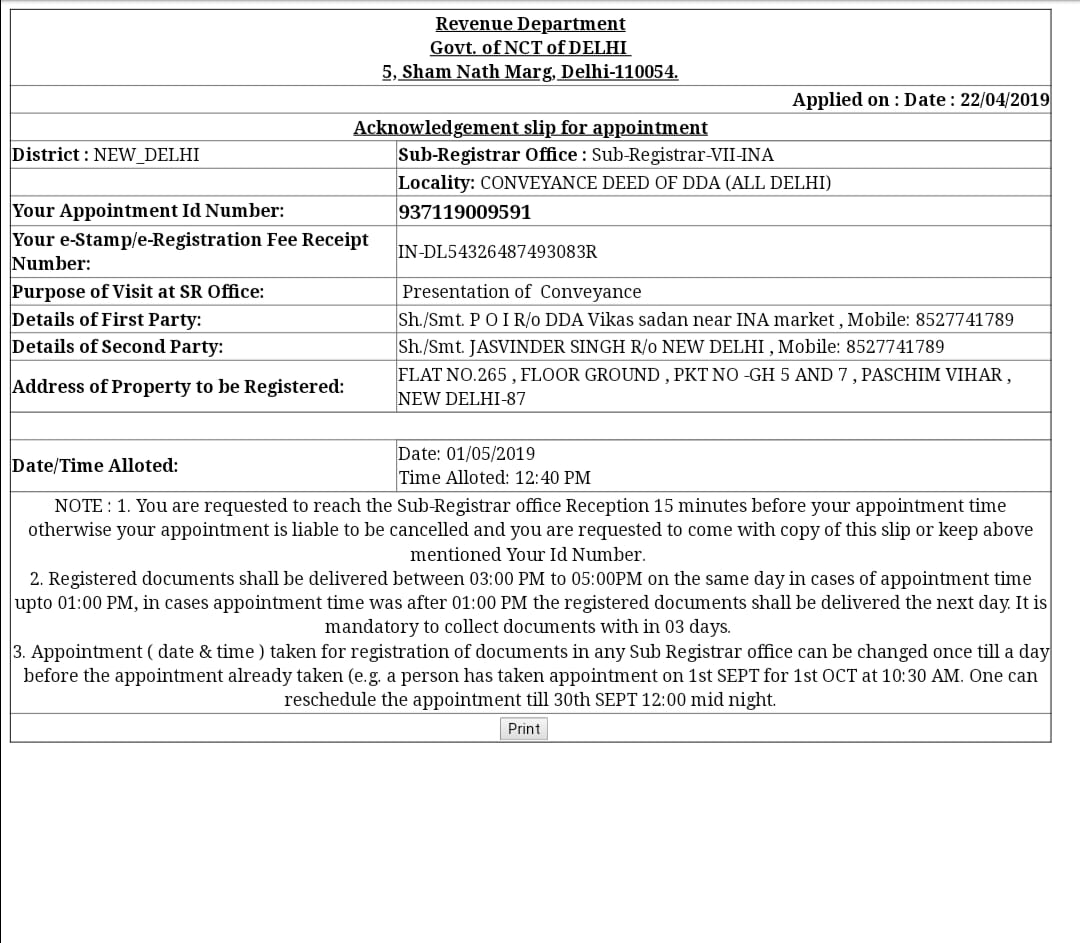 Revenue Department
Govt. of NCT of DELHI
5, Sham Nath Marg, Delhi-110054.
Applied on : Date : 22/04/2019
Acknowledgement slip for appointment
District : NEW_DELHI
Sub-Registrar Office : Sub-Registrar-VII-INA
Locality: CONVEYANCE DEED OF DDA (ALL DELHI)
Your Appointment Id Number:
937119009591
Your e-Stamp/e-Registration Fee Receipt
Number:
IN-DL54326487493083R
Purpose of Visit at SR Office:
Presentation of Conveyance
Details of First Party:
Sh./Smt. P O I R/o DDA Vikas sadan near INA market , Mobile: 8527741789
Details of Second Party:
Sh./Smt. JASVINDER SINGH R/o NEW DELHI , Mobile: 8527741789
Address of Property to be Registered:
FLAT NO.265 , FLOOR GROUND , PKT NO -GH 5 AND 7 , PASCHIM VIHAR ,
NEW DELHI-87
Date/Time Alloted:
Date: 01/05/2019
Time Alloted: 12:40 PM
NOTE : 1. You are requested to reach the Sub-Registrar office Reception 15 minutes before your appointment time
otherwise your appointment is liable to be cancelled and you are requested to come with copy of this slip or keep above
mentioned Your Id Number.
2. Registered documents shall be delivered between 03:00 PM to 05:00PM on the same day in cases of appointment time
upto 01:00 PM, in cases appointment time was after 01:00 PM the registered documents shall be delivered the next day. It is
mandatory to collect documents with in 03 days.
3. Appointment ( date & time ) taken for registration of documents in any Sub Registrar office can be changed once till a day
before the appointment already taken (e.g. a person has taken appointment on 1st SEPT for 1st OCT at 10:30 AM. One can
reschedule the appointment till 30th SEPT 12:00 mid night.
Print